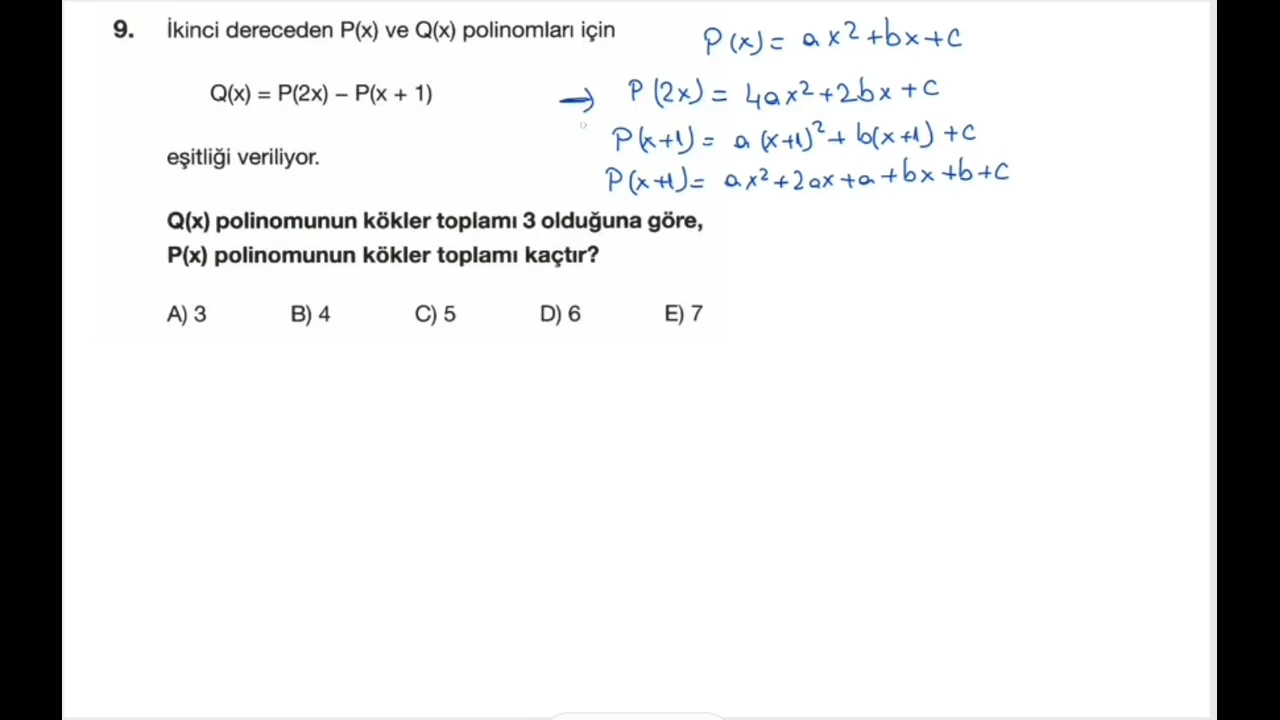 9. İkinci dereceden P(x) ve Q(x) polinomları için
P(x) = ax² + bx + c
Q(x) = P(2x) – P(x + 1)
→ P(2x) = 4ax² + 2bx + c
P(x+1) = a(x+1)² + b(x+1) + c
eşitliği veriliyor.
P(x+1) = ax² + 2ax + a + bx + b + c
Q(x) polinomunun kökler toplamı 3 olduğuna göre,
P(x) polinomunun kökler toplamı kaçtır?
A) 3 B) 4 C) 5 D) 6 E) 7